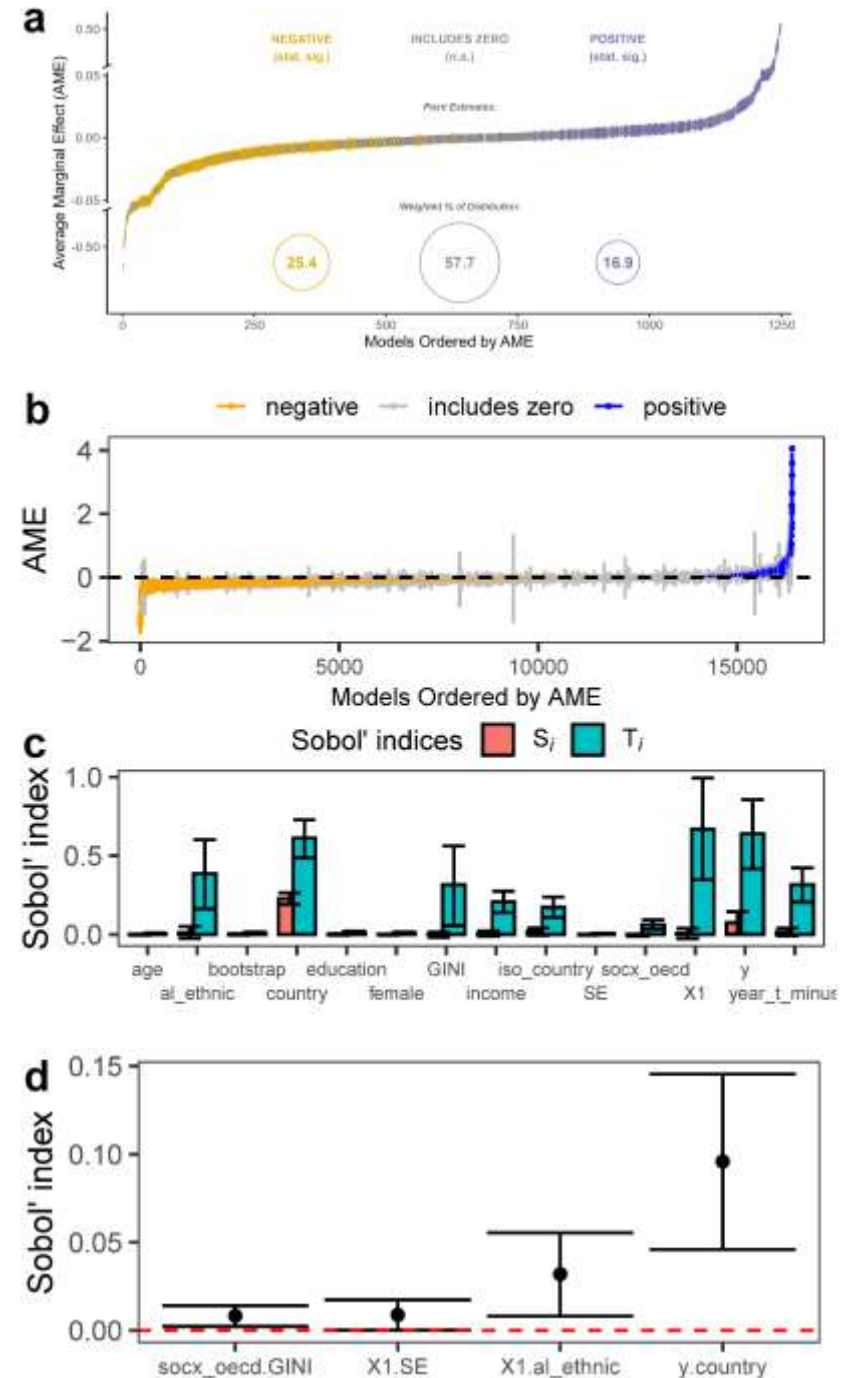 a
0.50
NEGATIVE INCLUDES ZERO POSITIVE
(stat. sig.) (n.s.) (stat. sig.)
0.05
Average Marginal Effect (AME)
Point Estimates
0.00
-0.05
Weighted % of Distribution
-0.50
25.4 57.7 16.9
0 250 500 750 1000 1250
Models Ordered by AME
b
negative includes zero positive
AME
4
2
0
−2
0 5000 10000 15000
Models Ordered by AME
c
Sobol' indices Si Ti
Sobol' index
1.0
0.5
0.0
age bootstrap education GINI iso_country socx_oecd y
al_ethnic country female income SE X1 year_t_minus
d
Sobol' index
0.15
0.10
0.05
0.00
socx_oecd.GINI X1.SE X1.al_ethnic y.country